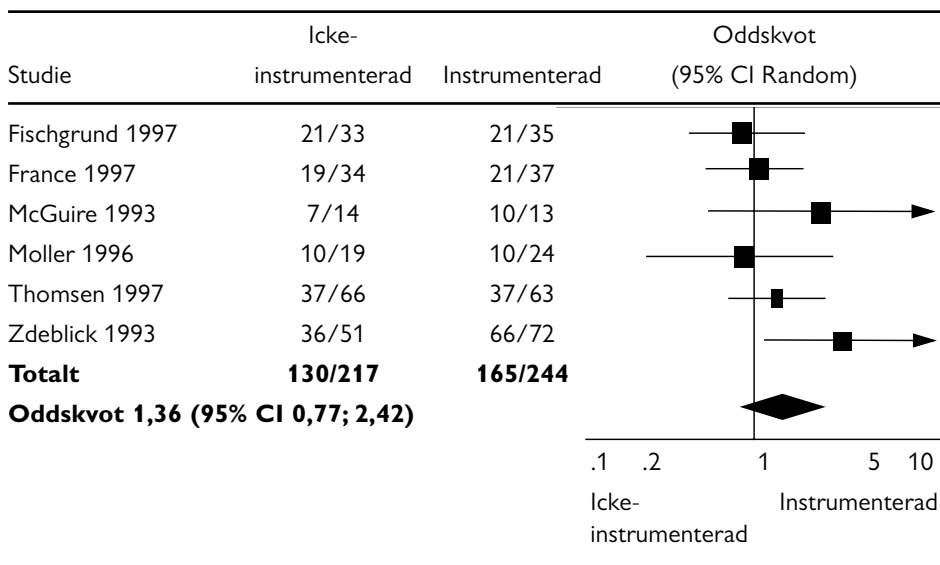 Icke-
Oddskvot
Studie instrumenterad Instrumenterad (95% CI Random)
Fischgrund 1997 21/33 21/35
France 1997 19/34 21/37
McGuire 1993 7/14 10/13
Moller 1996 10/19 10/24
Thomsen 1997 37/66 37/63
Zdeblick 1993 36/51 66/72
Totalt 130/217 165/244
Oddskvot 1,36 (95% CI 0,77; 2,42)
.1 .2 1 5 10
Icke-
instrumenterad
Instrumenterad